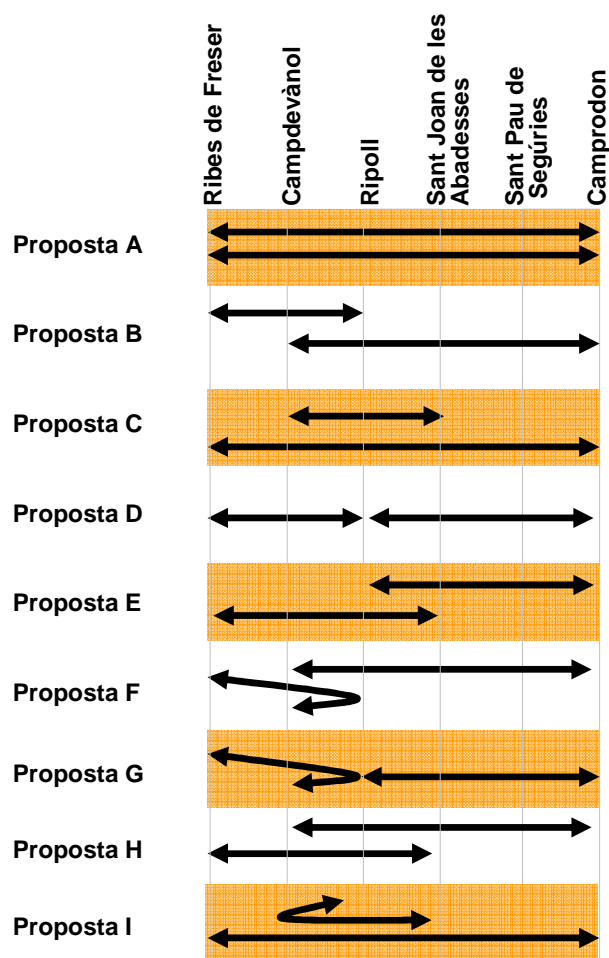 Ribes de Freser
Campdevànol
Ripoll
Sant Joan de les
Abadesses
Sant Pau de
Segúries
Camprodon
Proposta A
Proposta B
Proposta C
Proposta D
Proposta E
Proposta F
Proposta G
Proposta H
Proposta I